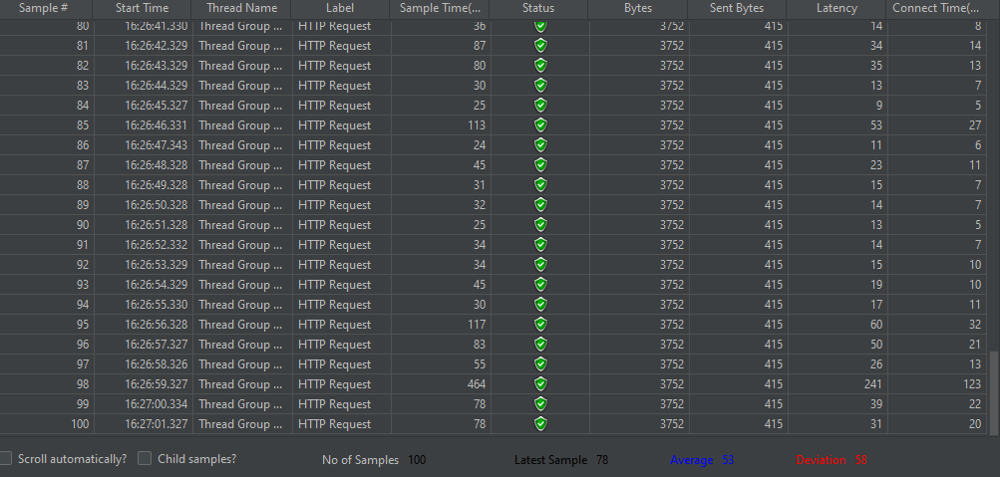 Sample # Start Time Thread Name Label Sample Time(... Status Bytes Sent Bytes Latency Connect Time(...
80 16:26:41.330 Thread Group ... HTTP Request 36 3752 415 14 8
81 16:26:42.329 Thread Group ... HTTP Request 87 3752 415 34 14
82 16:26:43.329 Thread Group ... HTTP Request 80 3752 415 35 13
83 16:26:44.329 Thread Group ... HTTP Request 30 3752 415 13 7
84 16:26:45.327 Thread Group ... HTTP Request 25 3752 415 9 5
85 16:26:46.331 Thread Group ... HTTP Request 113 3752 415 53 27
86 16:26:47.343 Thread Group ... HTTP Request 24 3752 415 11 6
87 16:26:48.328 Thread Group ... HTTP Request 45 3752 415 23 11
88 16:26:49.328 Thread Group ... HTTP Request 31 3752 415 15 7
89 16:26:50.328 Thread Group ... HTTP Request 32 3752 415 14 7
90 16:26:51.328 Thread Group ... HTTP Request 25 3752 415 13 5
91 16:26:52.332 Thread Group ... HTTP Request 34 3752 415 14 7
92 16:26:53.329 Thread Group ... HTTP Request 34 3752 415 15 10
93 16:26:54.329 Thread Group ... HTTP Request 45 3752 415 19 10
94 16:26:55.330 Thread Group ... HTTP Request 30 3752 415 17 11
95 16:26:56.328 Thread Group ... HTTP Request 117 3752 415 60 32
96 16:26:57.327 Thread Group ... HTTP Request 83 3752 415 50 21
97 16:26:58.326 Thread Group ... HTTP Request 55 3752 415 26 13
98 16:26:59.327 Thread Group ... HTTP Request 464 3752 415 241 123
99 16:27:00.334 Thread Group ... HTTP Request 78 3752 415 39 22
100 16:27:01.327 Thread Group ... HTTP Request 78 3752 415 31 20
Scroll automatically? Child samples? No of Samples 100 Latest Sample 78 Average 53 Deviation 58